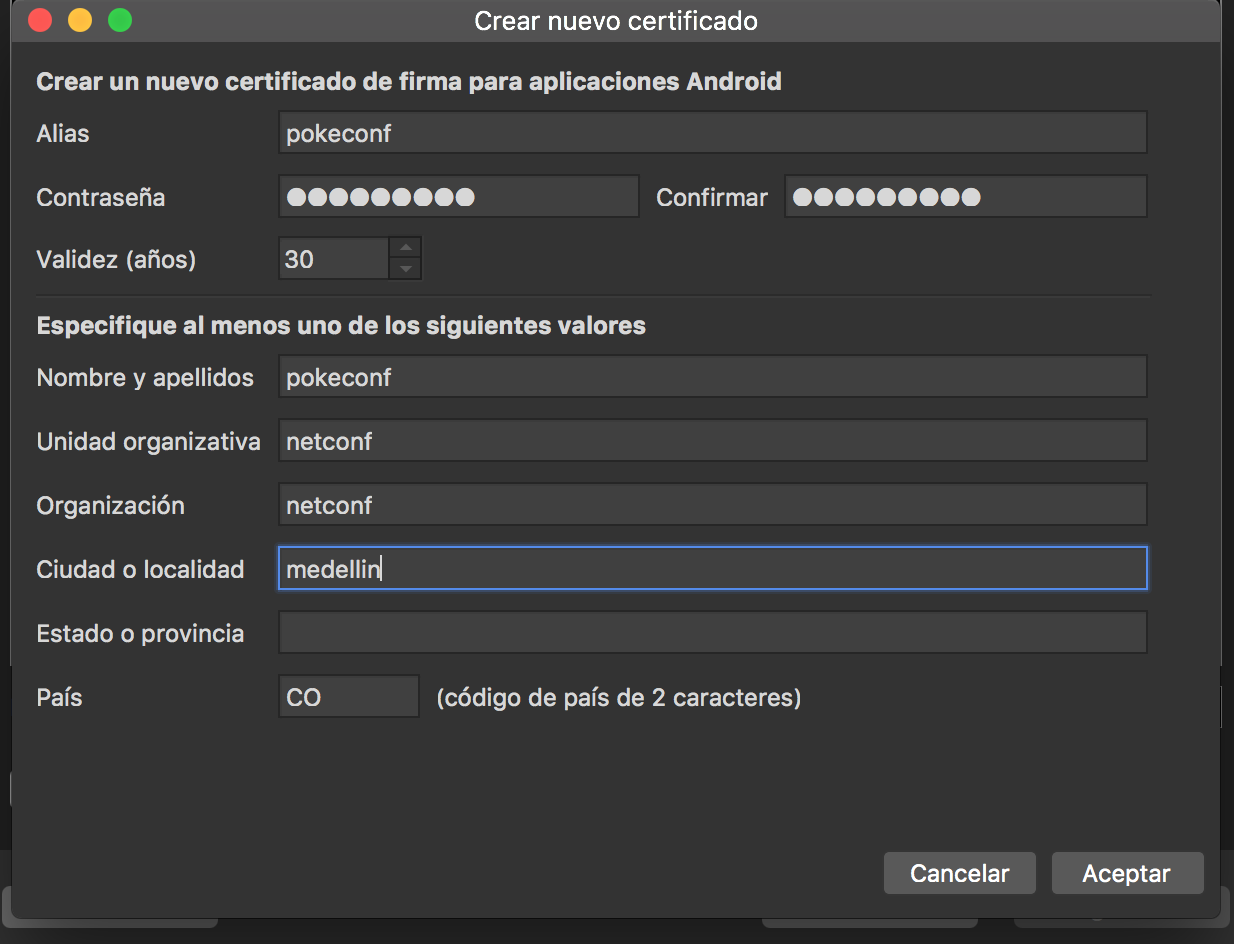 Crear nuevo certificado
Crear un nuevo certificado de firma para aplicaciones Android
Alias pokeconf
Contraseña ●●●●●●●●● Confirmar ●●●●●●●●●
Validez (años) 30
Especifique al menos uno de los siguientes valores
Nombre y apellidos pokeconf
Unidad organizativa netconf
Organización netconf
Ciudad o localidad medellin
Estado o provincia
País CO (código de país de 2 caracteres)
Cancelar Aceptar